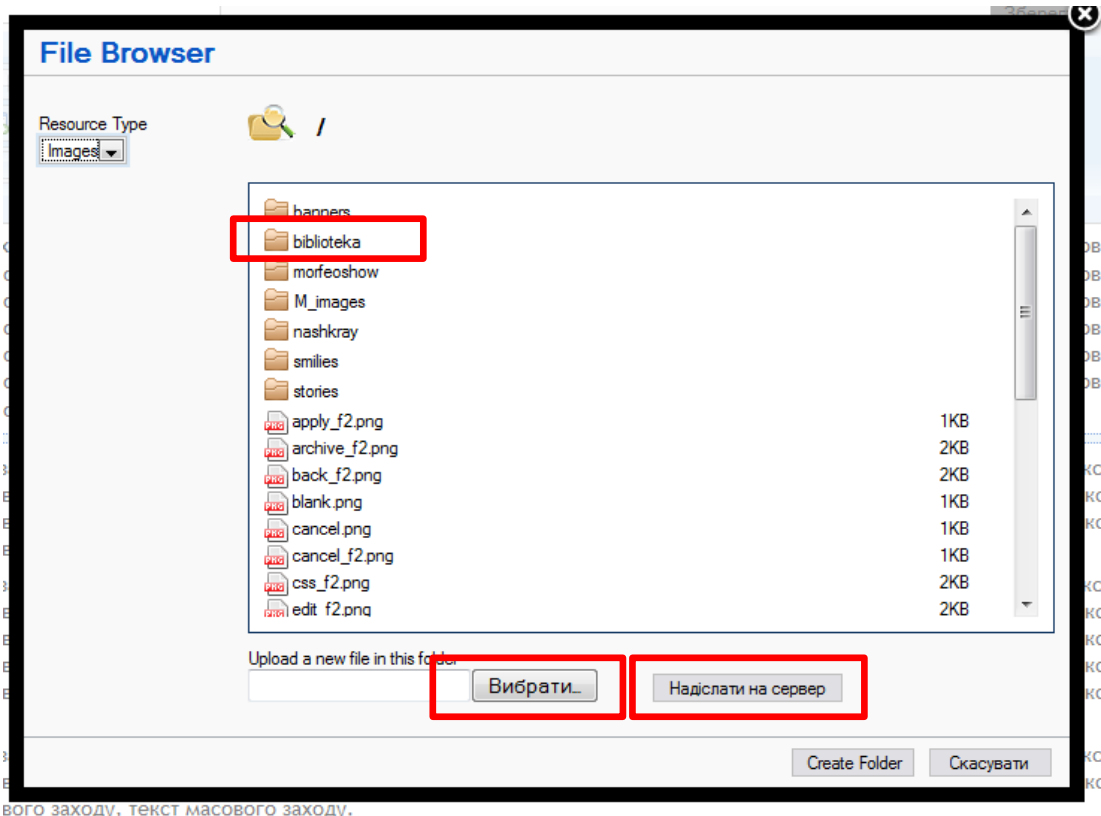 File Browser
Resource Type
Images
/
banners
biblioteka
morfeoshow
M_images
nashkray
smilies
stories
apply_f2.png 1KB
archive_f2.png 2KB
back_f2.png 2KB
blank.png 1KB
cancel.png 1KB
cancel_f2.png 1KB
css_f2.png 2KB
edit_f2.png 2KB
Upload a new file in this folder
Вибрати...
Надіслати на сервер
Create Folder
Скасувати
вого заходу, текст масового заходу.